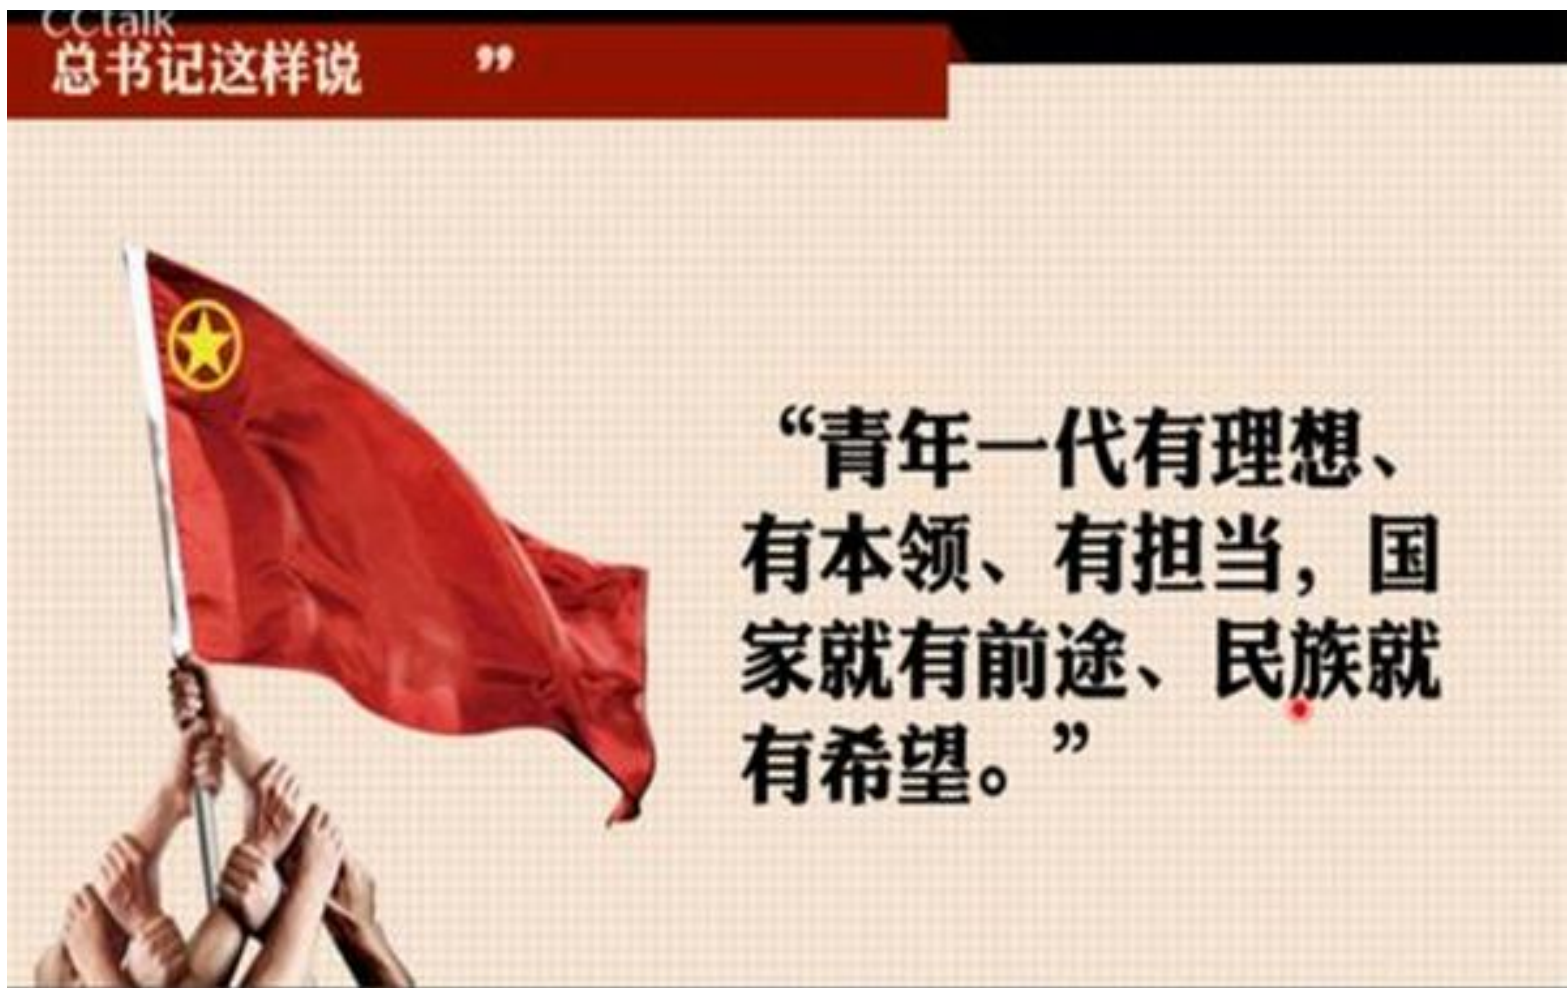 CCtalk
总书记这样说 ”
“青年一代有理想、
有本领、有担当，国
家就有前途、民族就
有希望。”